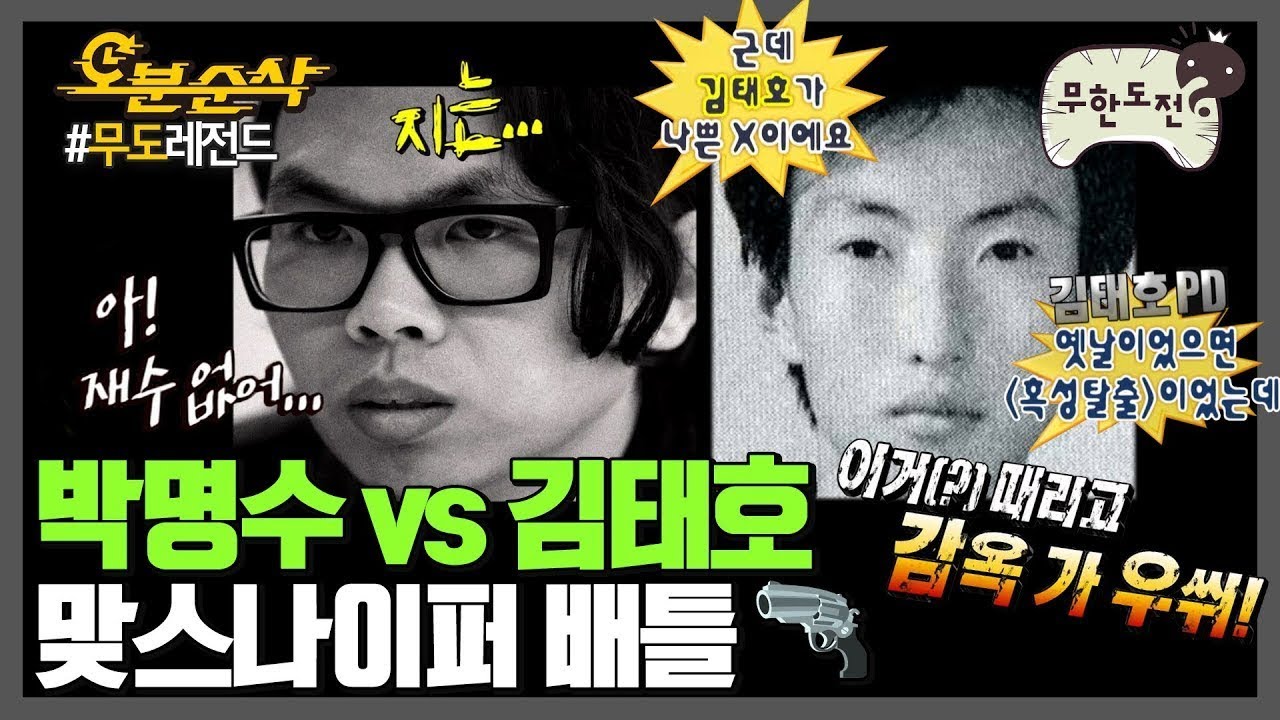 오분순삭
#무도레전드
지는...
근데
김태호가
나쁜 X이에요
무한도전
아!
재수 없어...
김태호 PD
옛날이었으면
<혹성탈출>이었는데
이거(?) 때리고
감옥 가 우쒸!
박명수 vs 김태호
맞스나이퍼 배틀